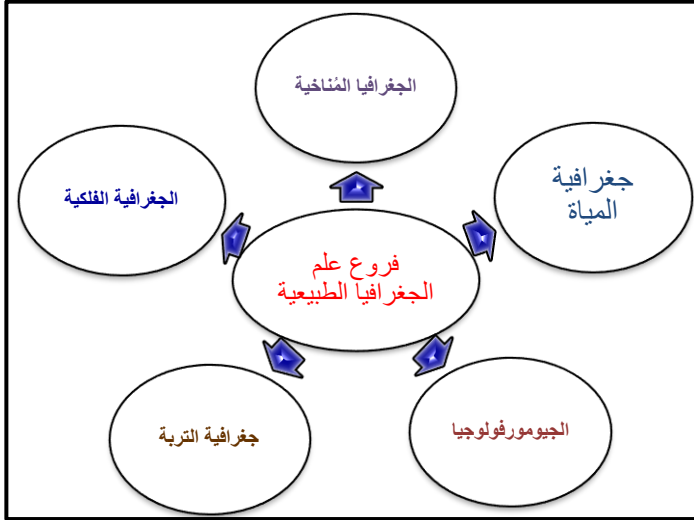 الجغرافيا المُناخية
جغرافية
المياة
الجغرافية الفلكية
فروع علم
الجغرافيا الطبيعية
الجيومورفولوجيا
جغرافية التربة